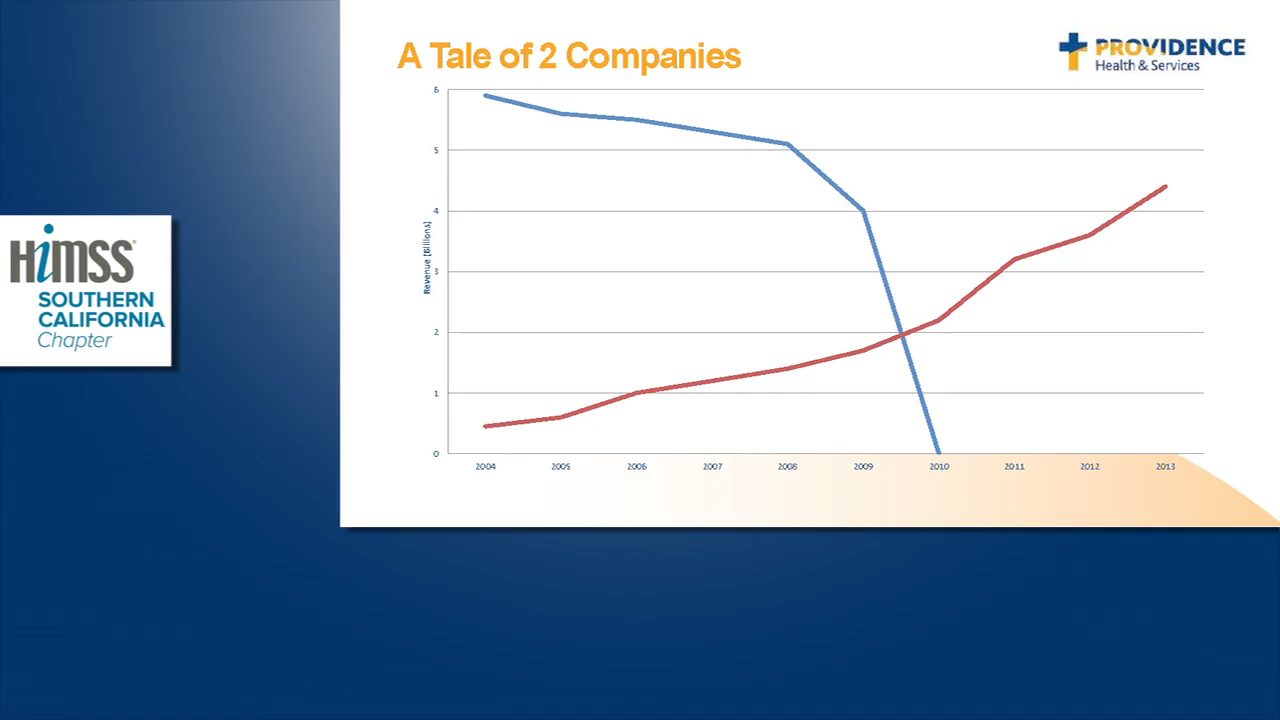 A Tale of 2 Companies
PROVIDENCE
Health & Services
HiMSS
SOUTHERN
CALIFORNIA
Chapter
Revenue (Billions)
6
5
4
3
2
1
0
2004 2005 2006 2007 2008 2009 2010 2011 2012 2013